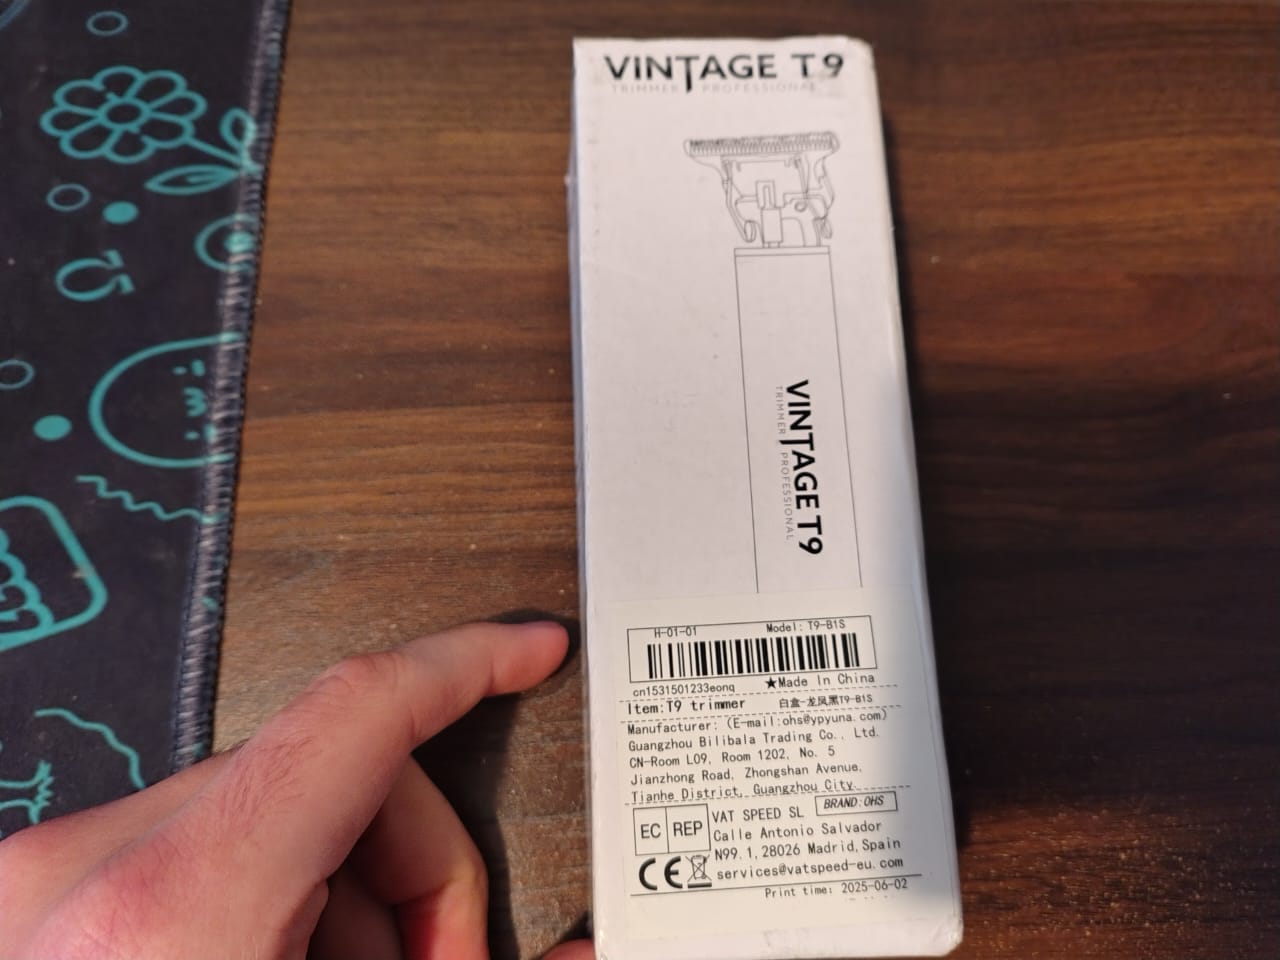 VINTAGE T9
TRIMMER PROFESSIONAL
VINTAGE T9
TRIMMER PROFESSIONAL
H-01-01 Model: T9-B1S
cn1531501233eonq ★Made In China
Item:T9 trimmer 白盒-龙凤黑T9-B1S
Manufacturer: (E-mail:ohs@ypyuna.com)
Guangzhou Bilibala Trading Co., Ltd.
CN-Room L09, Room 1202, No. 5
Jianzhong Road, Zhongshan Avenue,
Tianhe District, Guangzhou City
EC REP
VAT SPEED SL BRAND:OHS
Calle Antonio Salvador
N99.1,28026 Madrid,Spain
CE services@vatspeed-eu.com
Print time: 2025-06-02